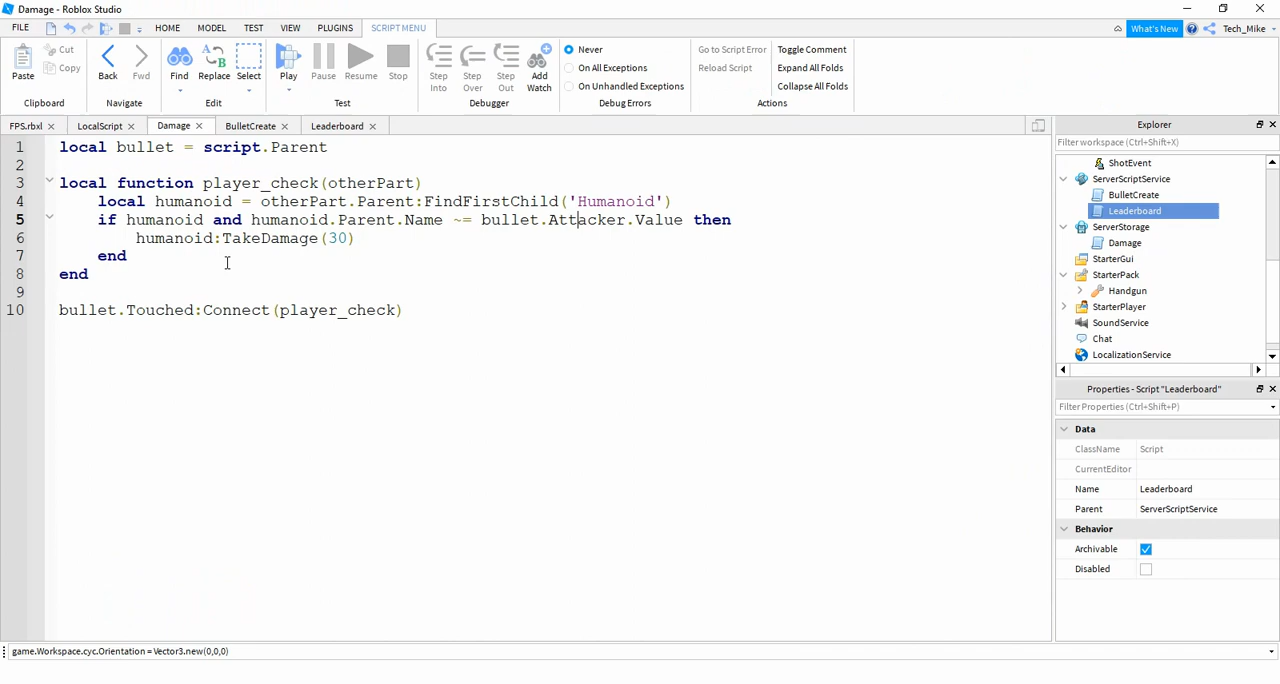 Damage - Roblox Studio
FILE HOME MODEL TEST VIEW PLUGINS SCRIPT MENU What's New Tech_Mike
Paste Cut Copy Back Fwd Find Replace Select Play Pause Resume Stop Step Into Step Over Step Out Add Watch
Never
On All Exceptions
On Unhandled Exceptions
Go to Script Error
Reload Script
Toggle Comment
Expand All Folds
Collapse All Folds
Clipboard Navigate Edit Test Debugger Debug Errors Actions
FPS.rbxl LocalScript Damage BulletCreate Leaderboard
1 local bullet = script.Parent
2
3 local function player_check(otherPart)
4 local humanoid = otherPart.Parent:FindFirstChild('Humanoid')
5 if humanoid and humanoid.Parent.Name ~= bullet.Attacker.Value then
6 humanoid:TakeDamage(30)
7 end
8 end
9
10 bullet.Touched:Connect(player_check)
Explorer
Filter workspace (Ctrl+Shift+X)
ShotEvent
ServerScriptService
BulletCreate
Leaderboard
ServerStorage
Damage
StarterGui
StarterPack
Handgun
StarterPlayer
SoundService
Chat
LocalizationService
Properties - Script "Leaderboard"
Filter Properties (Ctrl+Shift+P)
Data
ClassName Script
CurrentEditor
Name Leaderboard
Parent ServerScriptService
Behavior
Archivable
Disabled
game.Workspace.cyc.Orientation = Vector3.new(0,0,0)